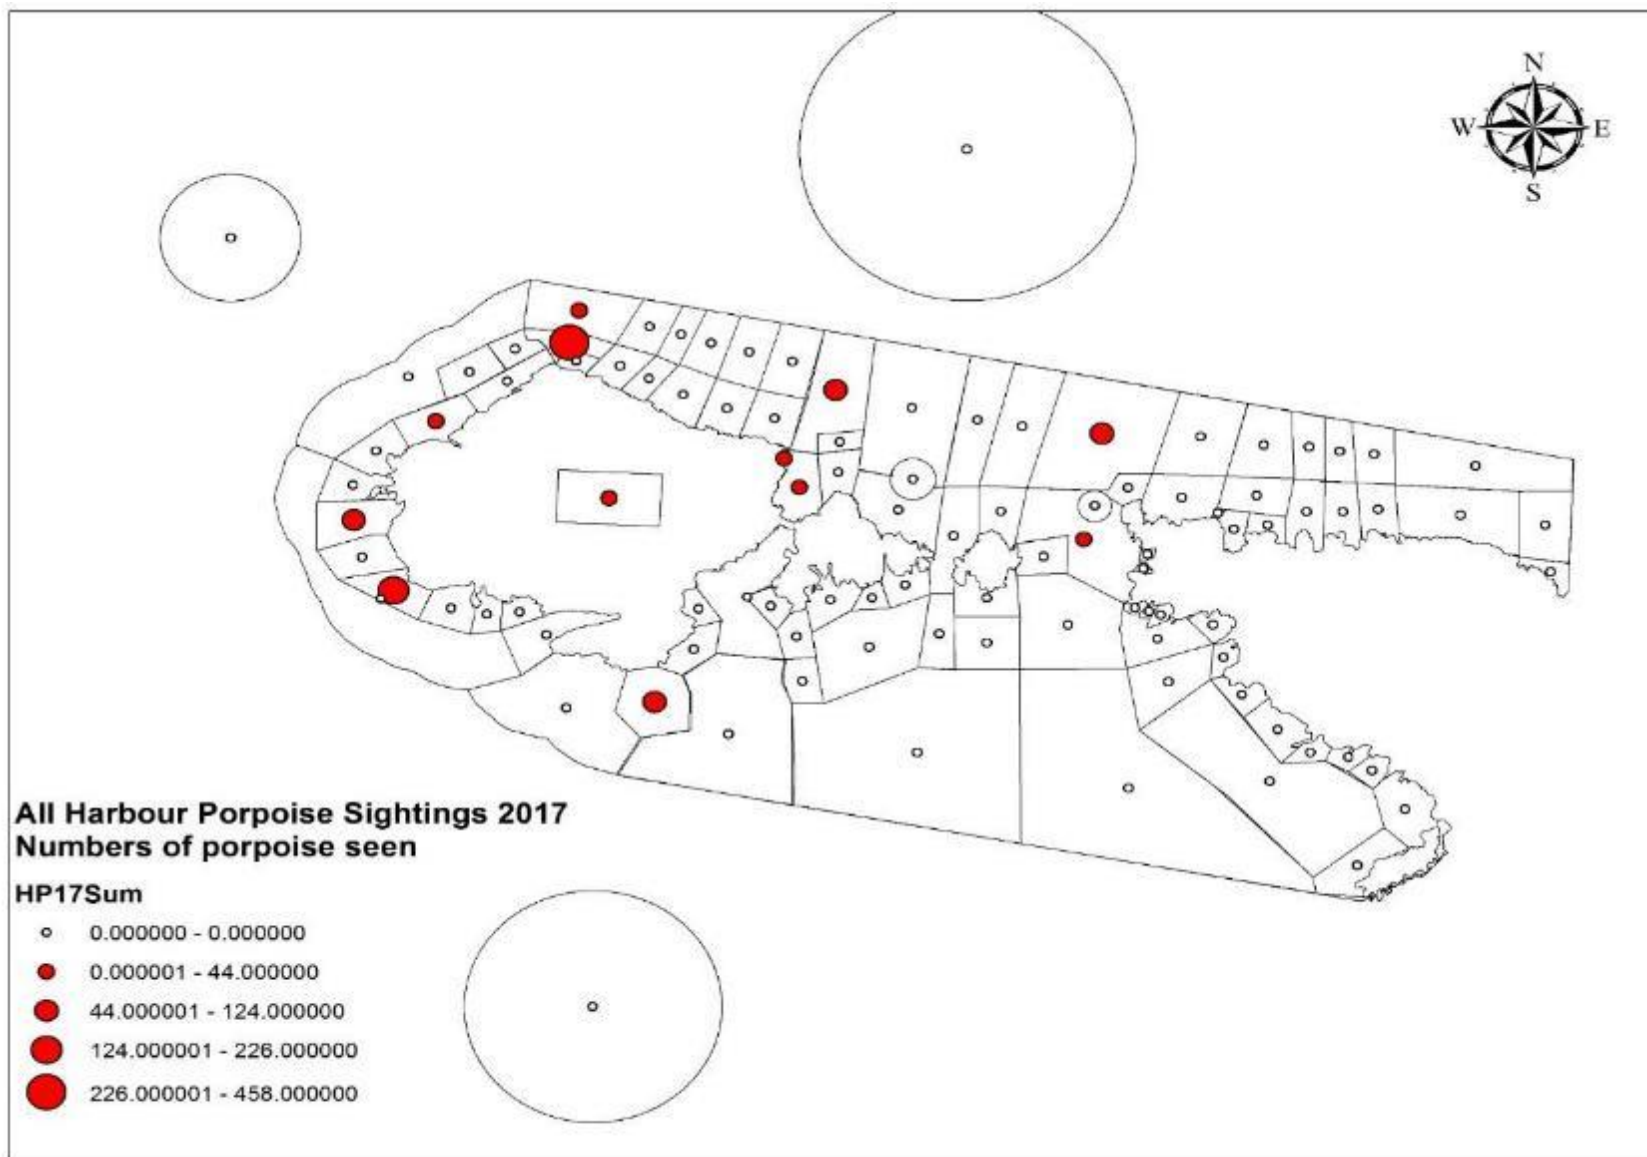 N
W E
S
All Harbour Porpoise Sightings 2017
Numbers of porpoise seen
HP17Sum
0.000000 - 0.000000
0.000001 - 44.000000
44.000001 - 124.000000
124.000001 - 226.000000
226.000001 - 458.000000